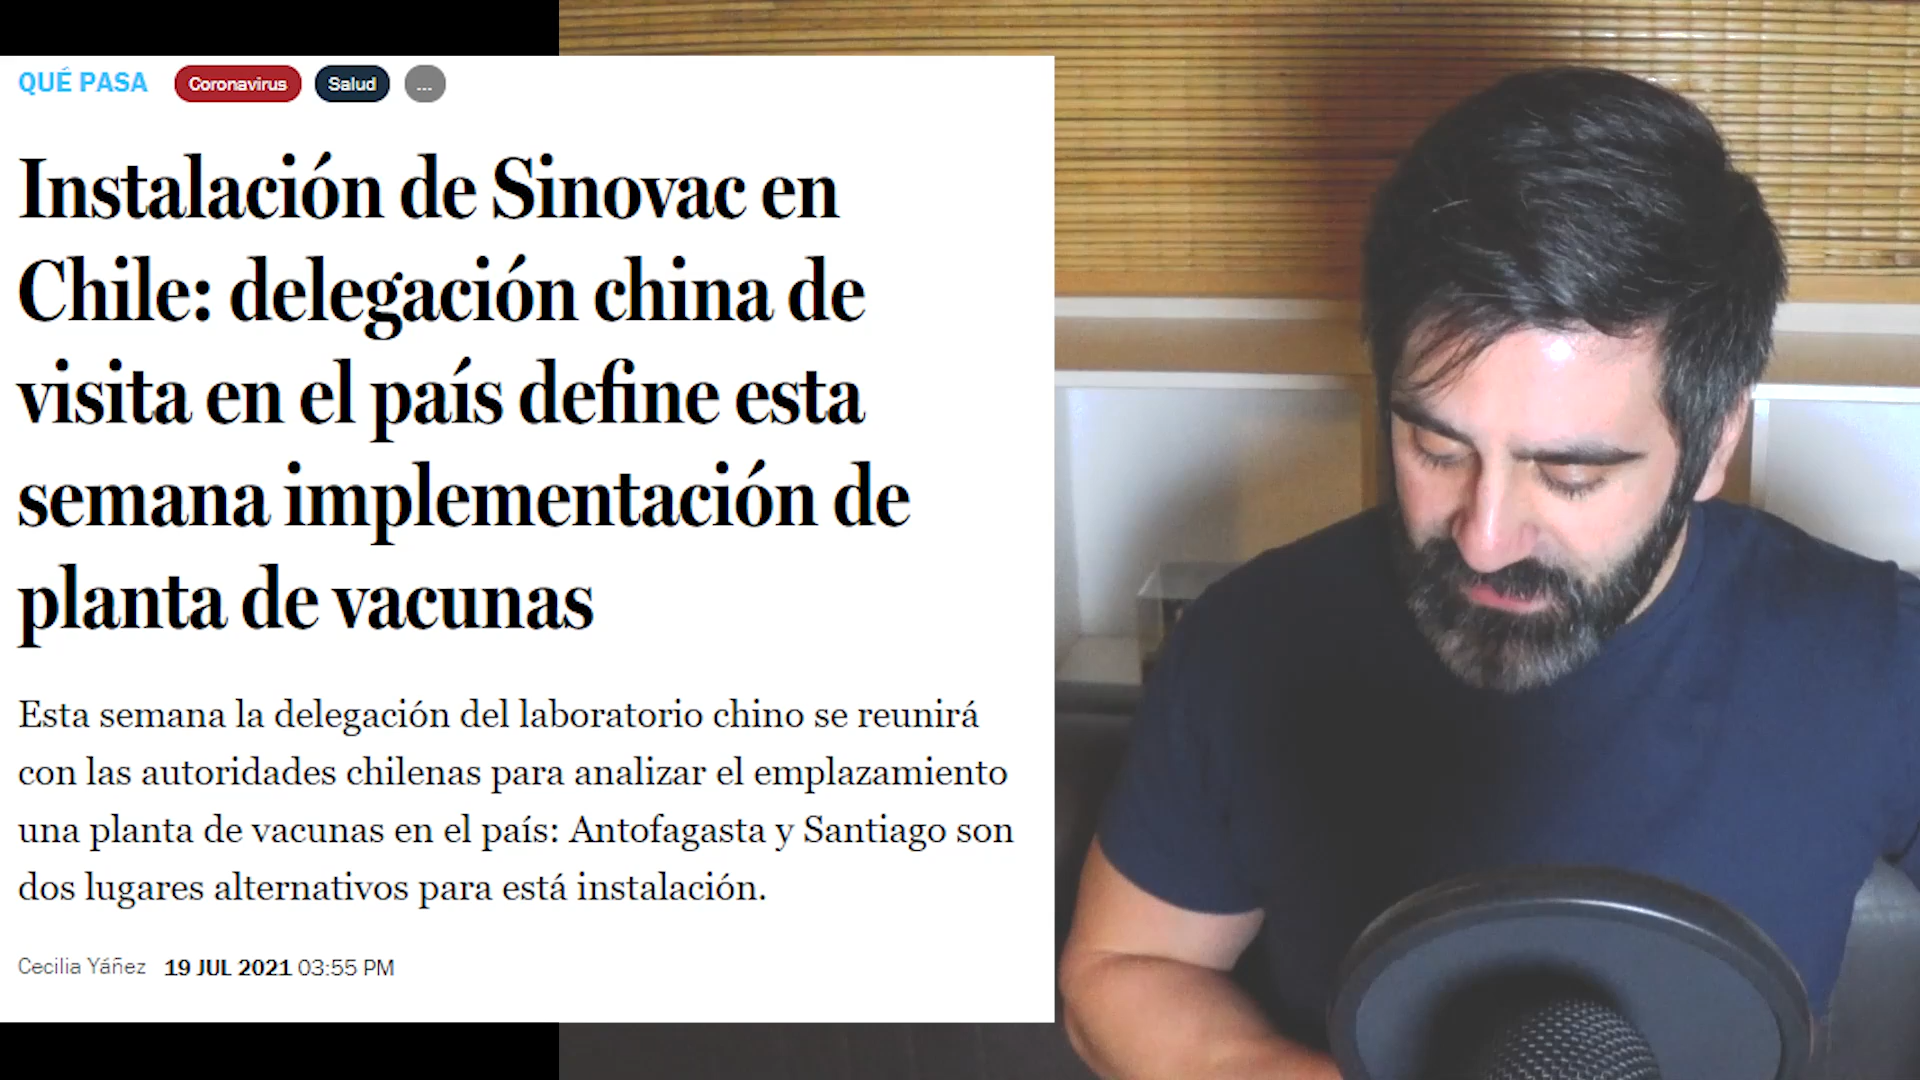 QUÉ PASA Coronavirus Salud ...
Instalación de Sinovac en
Chile: delegación china de
visita en el país define esta
semana implementación de
planta de vacunas
Esta semana la delegación del laboratorio chino se reunirá
con las autoridades chilenas para analizar el emplazamiento
una planta de vacunas en el país: Antofagasta y Santiago son
dos lugares alternativos para está instalación.
Cecilia Yáñez 19 JUL 2021 03:55 PM